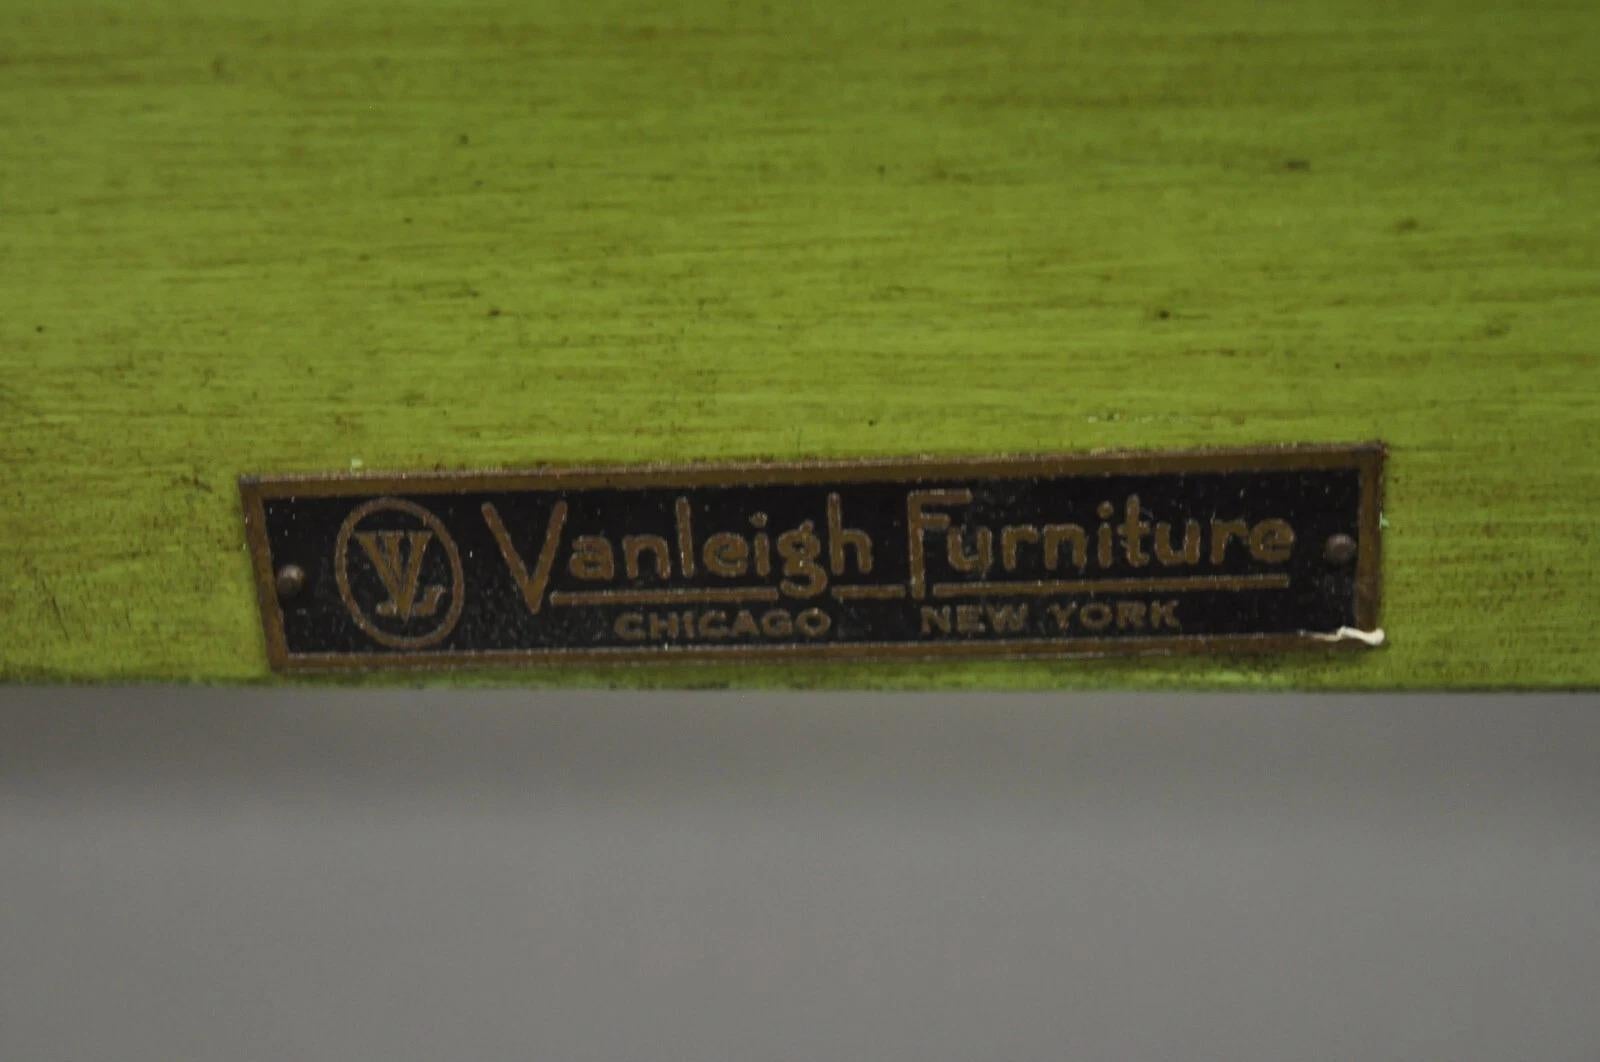 VL Vanleigh Furniture
CHICAGO NEW YORK